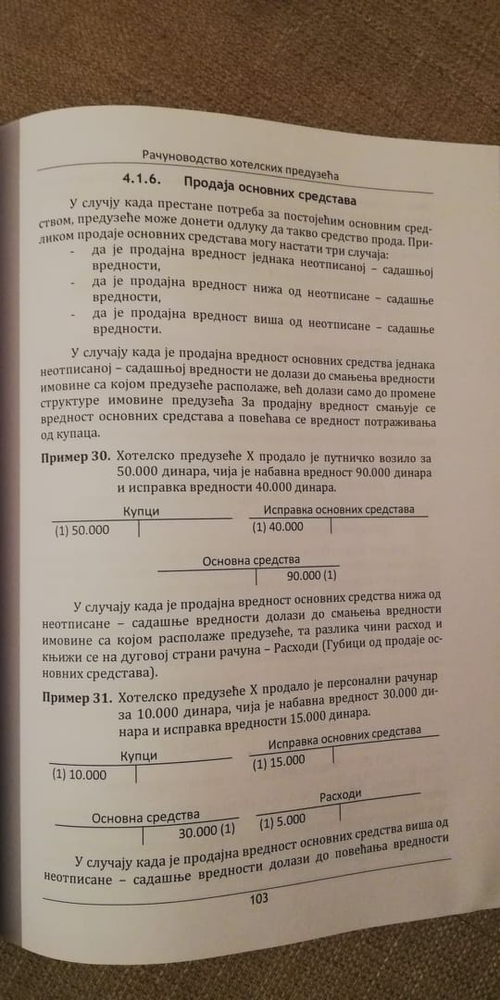 Рачуноводство хотелских предузећа
4.1.6. Продаја основних средстава
У случју када престане потреба за постојећим основним сред-
ством, предузеће може донети одлуку да такво средство прода. При-
ликом продаје основних средстава могу настати три случаја:
- да је продајна вредност једнака неотписаној – садашњој
вредности,
- да је продајна вредност нижа од неотписане – садашње
вредности,
- да је продајна вредност виша од неотписане – садашње
вредности.
У случају када је продајна вредност основних средства једнака
неотписаној – садашњој вредности не долази до смањења вредности
имовине са којом предузеће располаже, већ долази само до промене
структуре имовине предузећа За продајну вредност смањује се
вредност основних средстава а повећава се вредност потраживања
од купаца.
Пример 30. Хотелско предузеће X продало је путничко возило за
50.000 динара, чија је набавна вредност 90.000 динара
и исправка вредности 40.000 динара.
Купци Исправка основних средстава
(1) 50.000 (1) 40.000
Основна средства
90.000 (1)
У случају када је продајна вредност основних средстава нижа од
неотписане – садашње вредности долази до смањења вредности
имовине са којом располаже предузеће, та разлика чини расход и
књижи се на дуговој страни рачуна – Расходи (Губици од продаје ос-
новних средстава).
Пример 31. Хотелско предузеће X продало је персонални рачунар
за 10.000 динара, чија је набавна вредност 30.000 ди-
нара и исправка вредности 15.000 динара.
Купци Исправка основних средстава
(1) 10.000 (1) 15.000
Основна средства Расходи
30.000 (1) (1) 5.000
У случају када је продајна вредност основних средстава виша од
неотписане – садашње вредности долази до повећања вредности
103